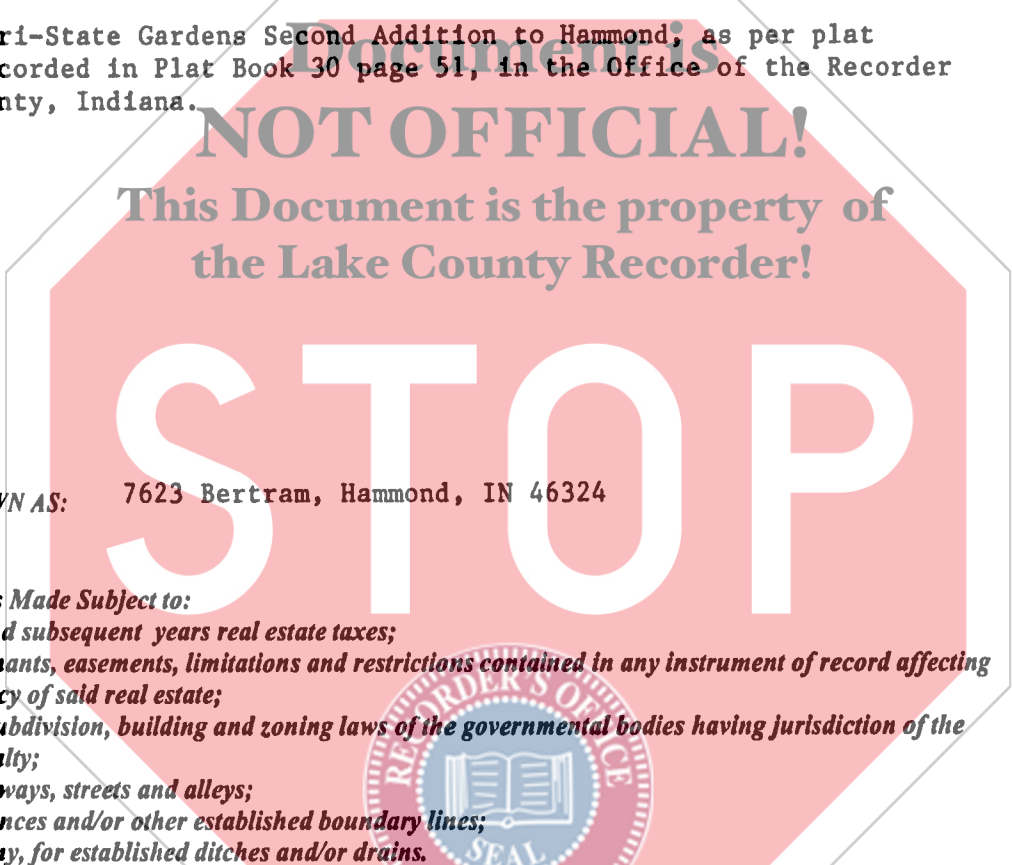 ri-State Gardens Second Addition to Hammond, as per plat
corded in Plat Book 30 page 51, in the Office of the Recorder
nty, Indiana.
Document is
NOT OFFICIAL!
This Document is the property of
the Lake County Recorder!
STOP
WN AS: 7623 Bertram, Hammond, IN 46324
s Made Subject to:
d subsequent years real estate taxes;
nants, easements, limitations and restrictions contained in any instrument of record affecting
cy of said real estate;
ubdivision, building and zoning laws of the governmental bodies having jurisdiction of the
alty;
ways, streets and alleys;
nces and/or other established boundary lines;
ay, for established ditches and/or drains.
RECORDER'S OFFICE
SEAL